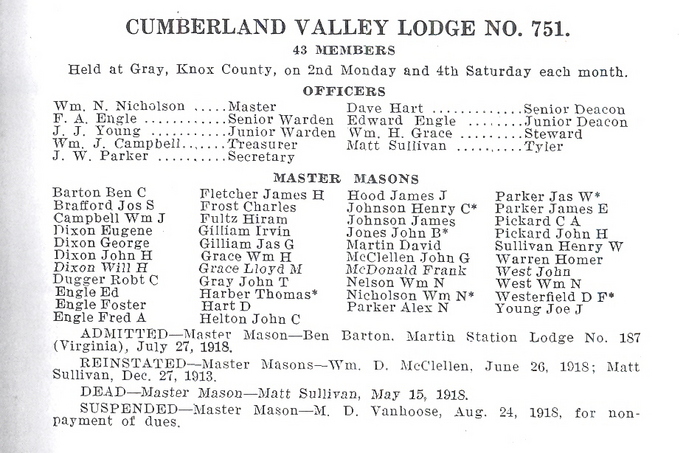 CUMBERLAND VALLEY LODGE NO. 751.
43 MEMBERS
Held at Gray, Knox County, on 2nd Monday and 4th Saturday each month.
OFFICERS
Wm. N. Nicholson .....Master
F. A. Engle ...........Senior Warden
J. J. Young ..........Junior Warden
Wm. J. Campbell......Treasurer
J. W. Parker .........Secretary
Dave Hart ............Senior Deacon
Edward Engle .......Junior Deacon
Wm. H. Grace ........Steward
Matt Sullivan .........Tyler
MASTER MASONS
Barton Ben C
Brafford Jos S
Campbell Wm J
Dixon Eugene
Dixon George
Dixon John H
Dixon Will H
Dugger Robt C
Engle Ed
Engle Foster
Engle Fred A
Fletcher James H
Frost Charles
Fultz Hiram
Gilliam Irvin
Gilliam Jas G
Grace Wm H
Grace Lloyd M
Gray John T
Harber Thomas*
Hart D
Helton John C
Hood James J
Johnson Henry C*
Johnson James
Jones John B*
Martin David
McClellen John G
McDonald Frank
Nelson Wm N
Nicholson Wm N*
Parker Alex N
Parker Jas W*
Parker James E
Pickard C A
Pickard John H
Sullivan Henry W
Warren Homer
West John
West Wm N
Westerfield D F*
Young Joe J
ADMITTED—Master Mason—Ben Barton, Martin Station Lodge No. 187
(Virginia), July 27, 1918.
REINSTATED—Master Masons—Wm. D. McClellen, June 26, 1918; Matt
Sullivan, Dec. 27, 1913.
DEAD—Master Mason—Matt Sullivan, May 15, 1918.
SUSPENDED—Master Mason—M. D. Vanhoose, Aug. 24, 1918, for non-
payment of dues.